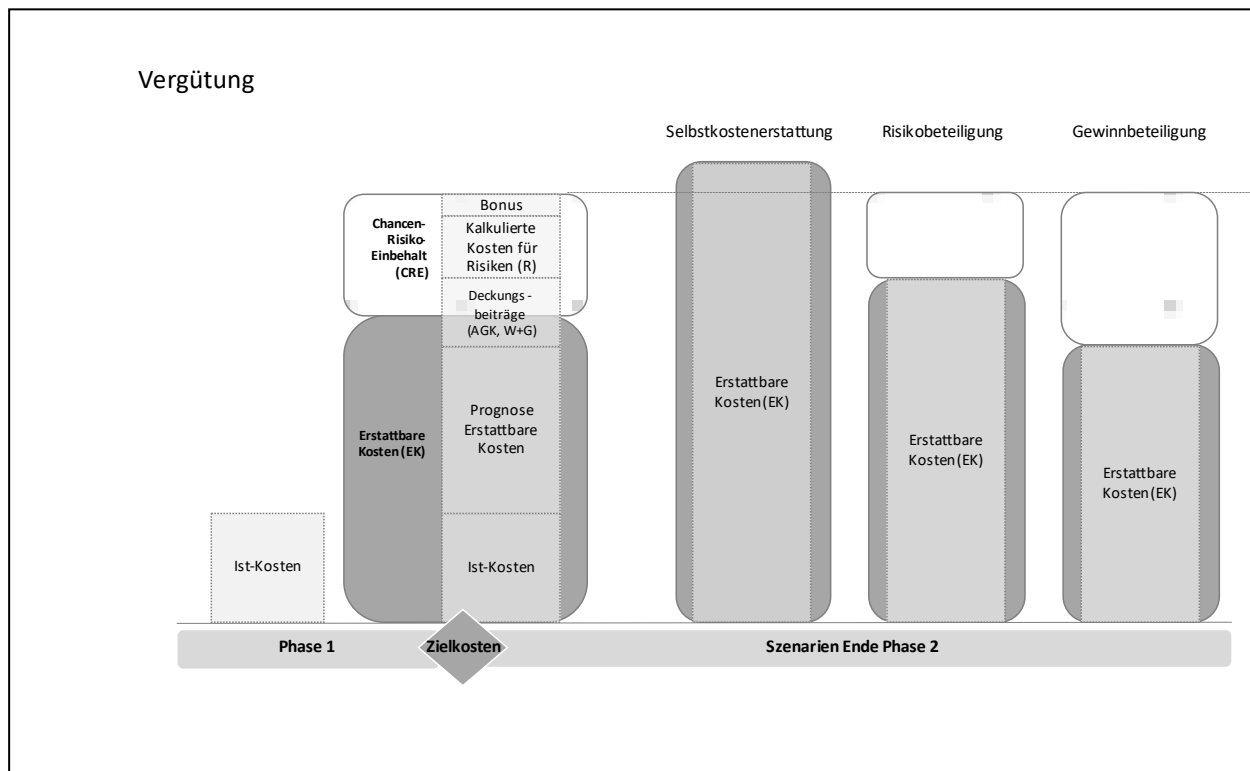 Vergütung
Selbstkostenerstattung
Risikobeteiligung
Gewinnbeteiligung
Chancen-
Risiko-
Einbehalt
(CRE)
Bonus
Kalkulierte
Kosten für
Risiken (R)
Deckungs-
beiträge
(AGK, W+G)
Erstattbare
Kosten (EK)
Prognose
Erstattbare
Kosten
Ist-Kosten
Ist-Kosten
Erstattbare
Kosten (EK)
Erstattbare
Kosten (EK)
Erstattbare
Kosten (EK)
Phase 1
Zielkosten
Szenarien Ende Phase 2